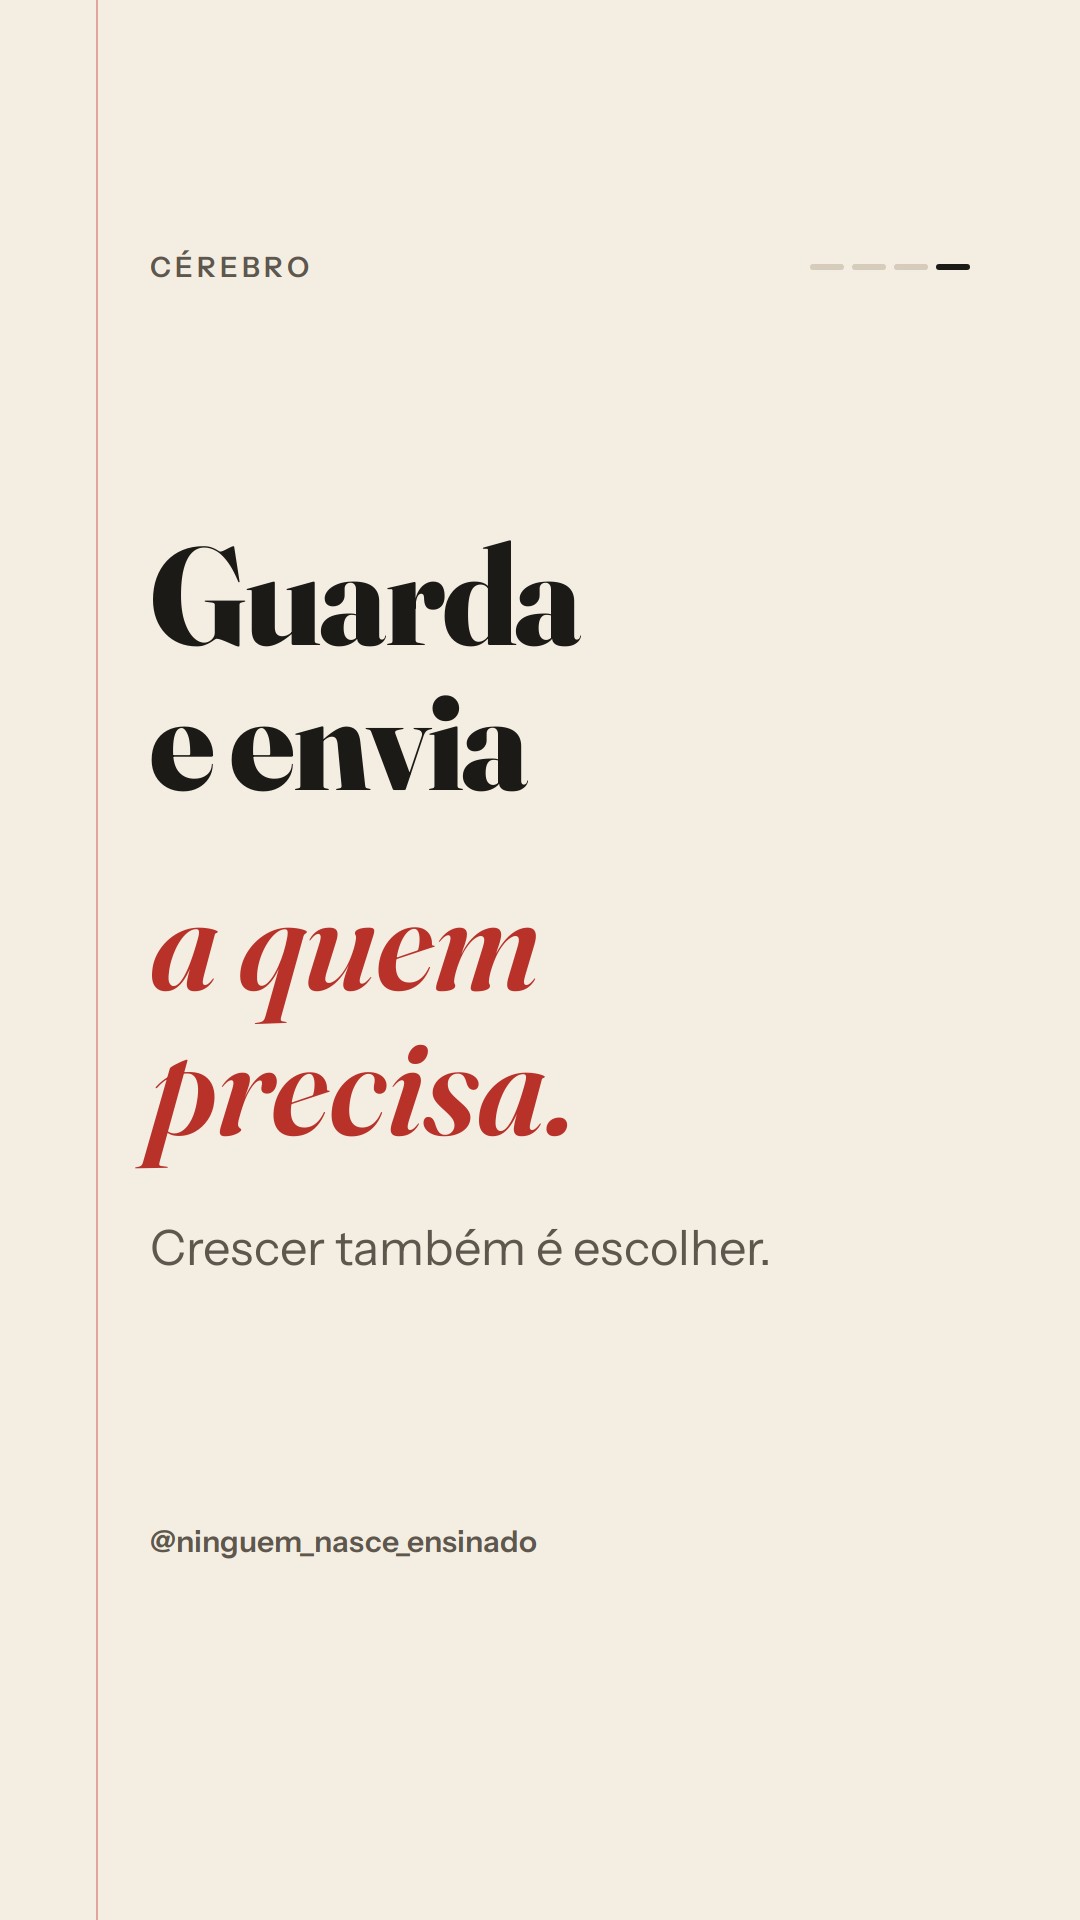 CÉREBRO
Guarda
e envia
a quem
precisa.
Crescer também é escolher.
@ninguem_nasce_ensinado